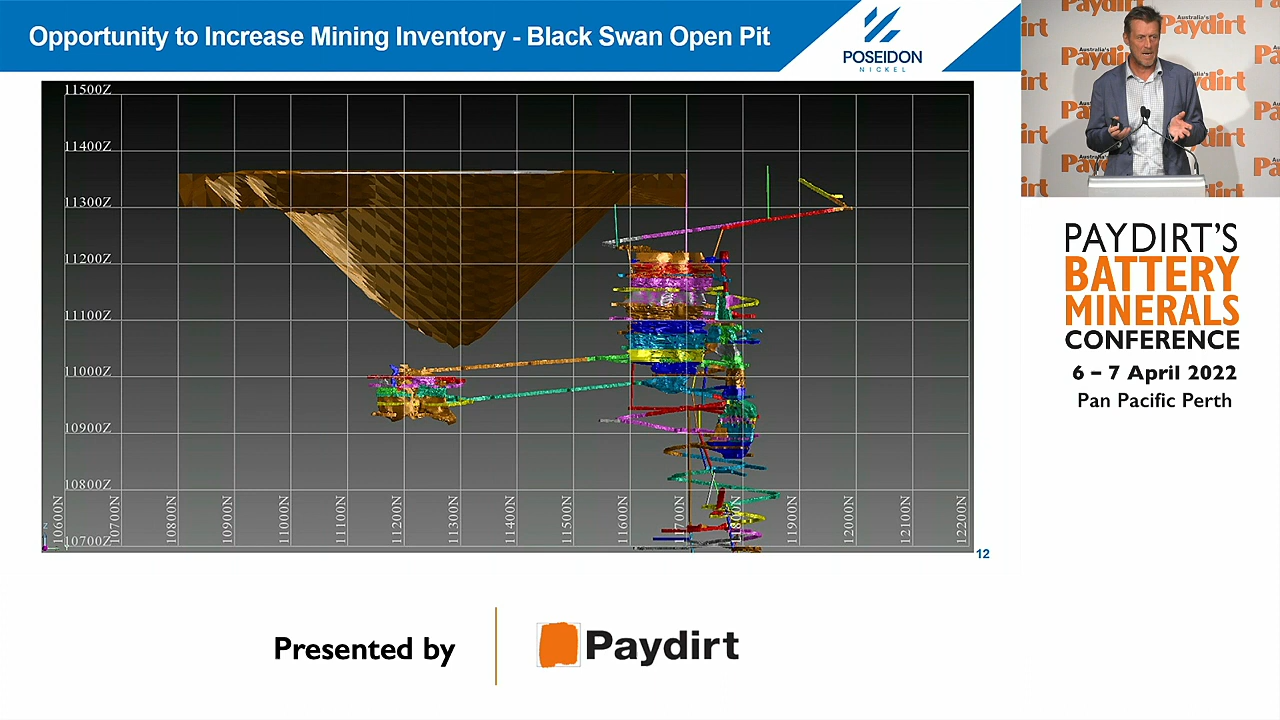 Opportunity to Increase Mining Inventory - Black Swan Open Pit
POSEIDON
NICKEL
11500Z
11400Z
11300Z
11200Z
11100Z
11000Z
10900Z
10800Z
10700Z
10600N
10700N
10800N
10900N
11000N
11100N
11200N
11300N
11400N
11500N
11600N
11700N
11800N
11900N
12000N
12100N
12200N
12
Australia's
Paydirt
PAYDIRT'S
BATTERY
MINERALS
CONFERENCE
6 – 7 April 2022
Pan Pacific Perth
Presented by
Paydirt